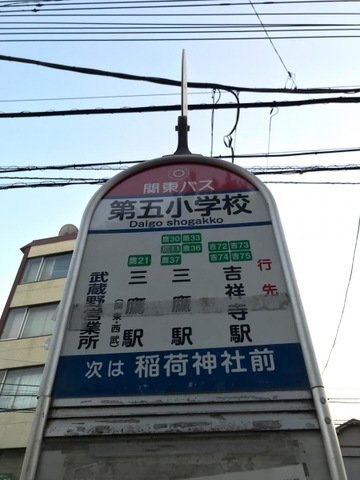 関東バス
第五小学校
Daigo shogakko
行先
吉72 吉73
吉74 吉75
吉祥寺駅
鷹30 鷹33
鷹36
鷹37
三鷹駅
鷹21
三鷹駅
武蔵野営業所
次は 稲荷神社前